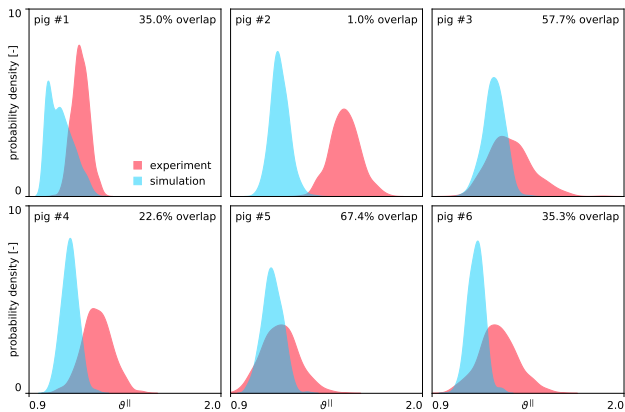 10
pig #1 35.0% overlap
pig #2 1.0% overlap
pig #3 57.7% overlap
probability density [-]
experiment
simulation
0
10
pig #4 22.6% overlap
pig #5 67.4% overlap
pig #6 35.3% overlap
probability density [-]
0
0.9 ϑ|| 2.0
0.9 ϑ|| 2.0
0.9 ϑ|| 2.0